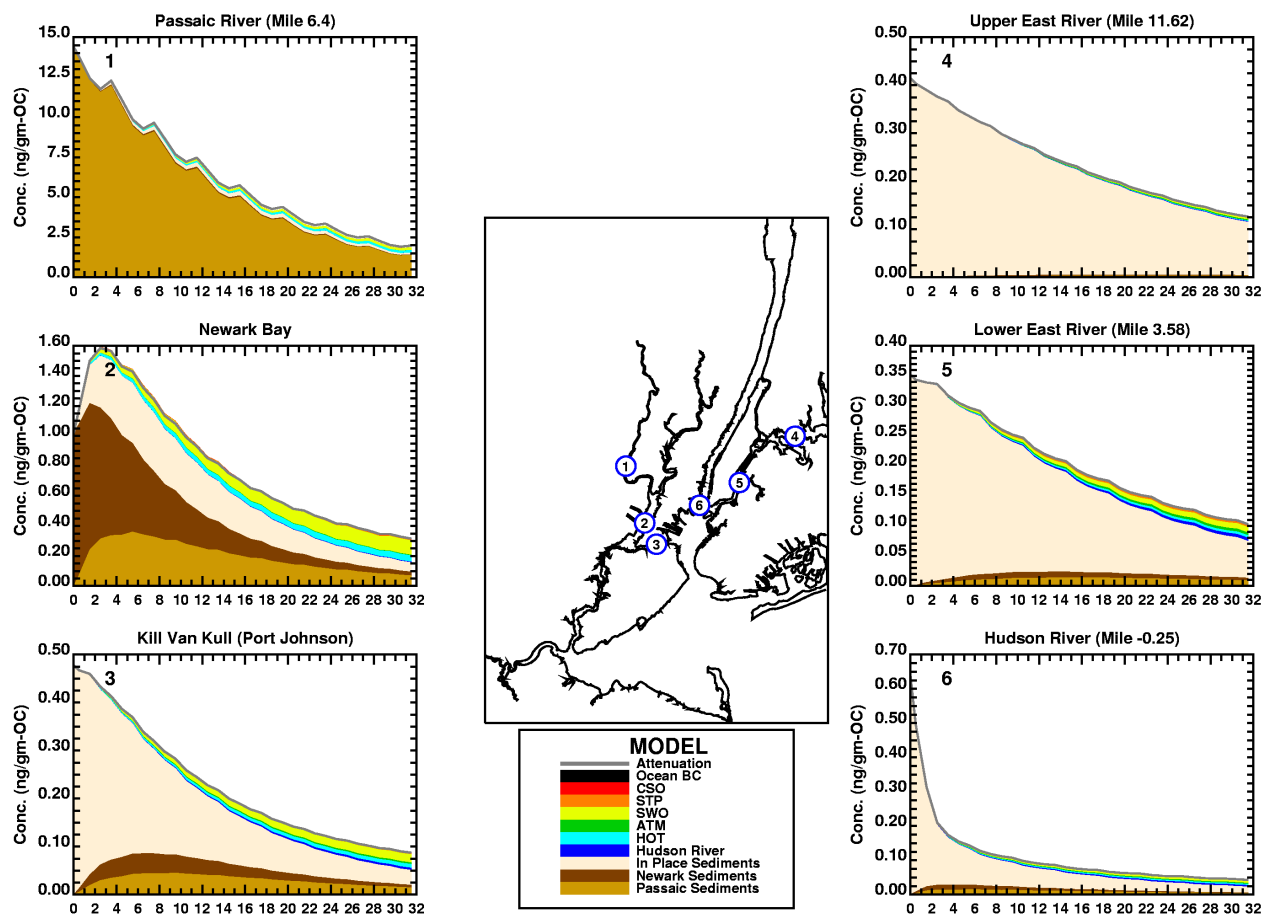 Passaic River (Mile 6.4)
1
Conc. (ng/gm-OC)
15.0
12.5
10.0
7.5
5.0
2.5
0.0
0 2 4 6 8 10 12 14 16 18 20 22 24 26 28 30 32
Newark Bay
2
Conc. (ng/gm-OC)
1.60
1.40
1.20
1.00
0.80
0.60
0.40
0.20
0.00
0 2 4 6 8 10 12 14 16 18 20 22 24 26 28 30 32
Kill Van Kull (Port Johnson)
3
Conc. (ng/gm-OC)
0.50
0.40
0.30
0.20
0.10
0.00
0 2 4 6 8 10 12 14 16 18 20 22 24 26 28 30 32
1
2
3
4
5
6
MODEL
Attenuation
Ocean BC
CSO
STP
SWO
ATM
HOT
Hudson River
In Place Sediments
Newark Sediments
Passaic Sediments
Upper East River (Mile 11.62)
4
Conc. (ng/gm-OC)
0.50
0.40
0.30
0.20
0.10
0.00
0 2 4 6 8 10 12 14 16 18 20 22 24 26 28 30 32
Lower East River (Mile 3.58)
5
Conc. (ng/gm-OC)
0.40
0.35
0.30
0.25
0.20
0.15
0.10
0.05
0.00
0 2 4 6 8 10 12 14 16 18 20 22 24 26 28 30 32
Hudson River (Mile -0.25)
6
Conc. (ng/gm-OC)
0.70
0.60
0.50
0.40
0.30
0.20
0.10
0.00
0 2 4 6 8 10 12 14 16 18 20 22 24 26 28 30 32